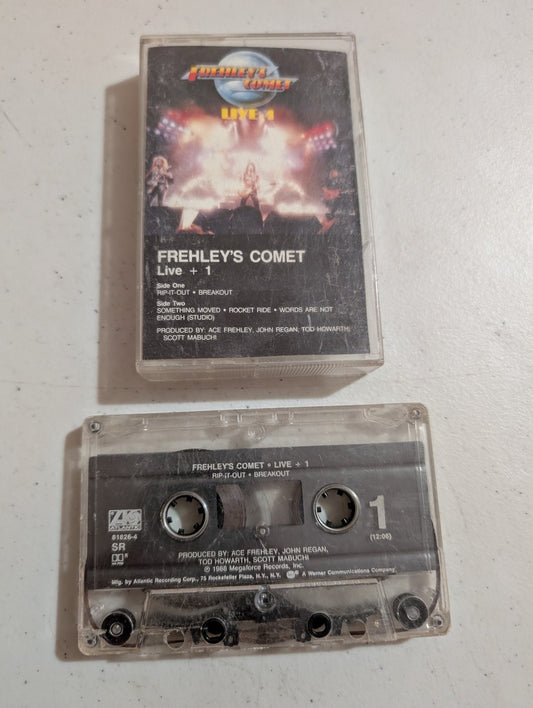 FREHLEY'S
COMET
LIVE + 1
FREHLEY'S COMET
Live + 1
Side One
RIP-IT-OUT • BREAKOUT
Side Two
SOMETHING MOVED • ROCKET RIDE • WORDS ARE NOT
ENOUGH (STUDIO)
PRODUCED BY: ACE FREHLEY, JOHN REGAN, TOD HOWARTH/
SCOTT MABUCHI
FREHLEY'S COMET • LIVE + 1
RIP-IT-OUT • BREAKOUT
ATLANTIC
81826-4
SR
1
(12:06)
PRODUCED BY: ACE FREHLEY, JOHN REGAN,
TOD HOWARTH, SCOTT MABUCHI
℗ 1988 Megaforce Records, Inc.
Mfg. by Atlantic Recording Corp., 75 Rockefeller Plaza, N.Y., N.Y. A Warner Communications Company